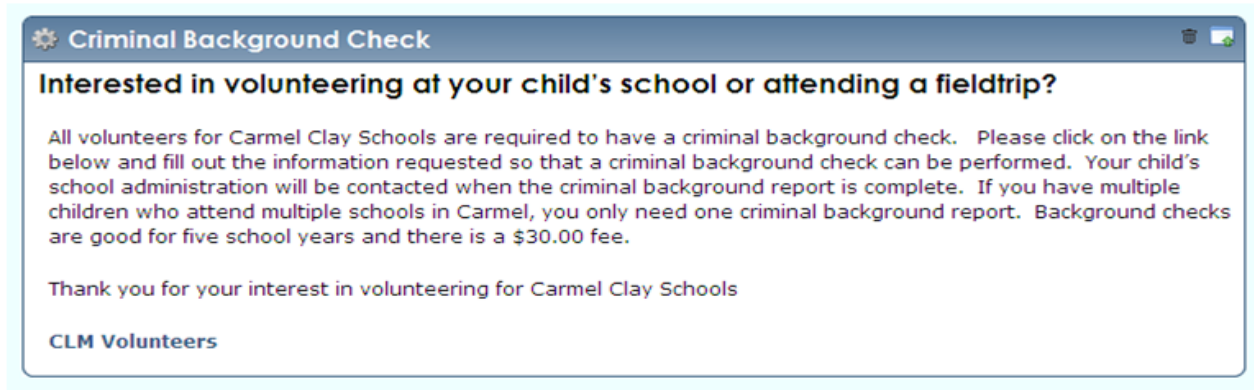 Criminal Background Check
Interested in volunteering at your child's school or attending a fieldtrip?
All volunteers for Carmel Clay Schools are required to have a criminal background check.   Please click on the link
below and fill out the information requested so that a criminal background check can be performed.  Your child's
school administration will be contacted when the criminal background report is complete.  If you have multiple
children who attend multiple schools in Carmel, you only need one criminal background report.  Background checks
are good for five school years and there is a $30.00 fee.
Thank you for your interest in volunteering for Carmel Clay Schools
CLM Volunteers